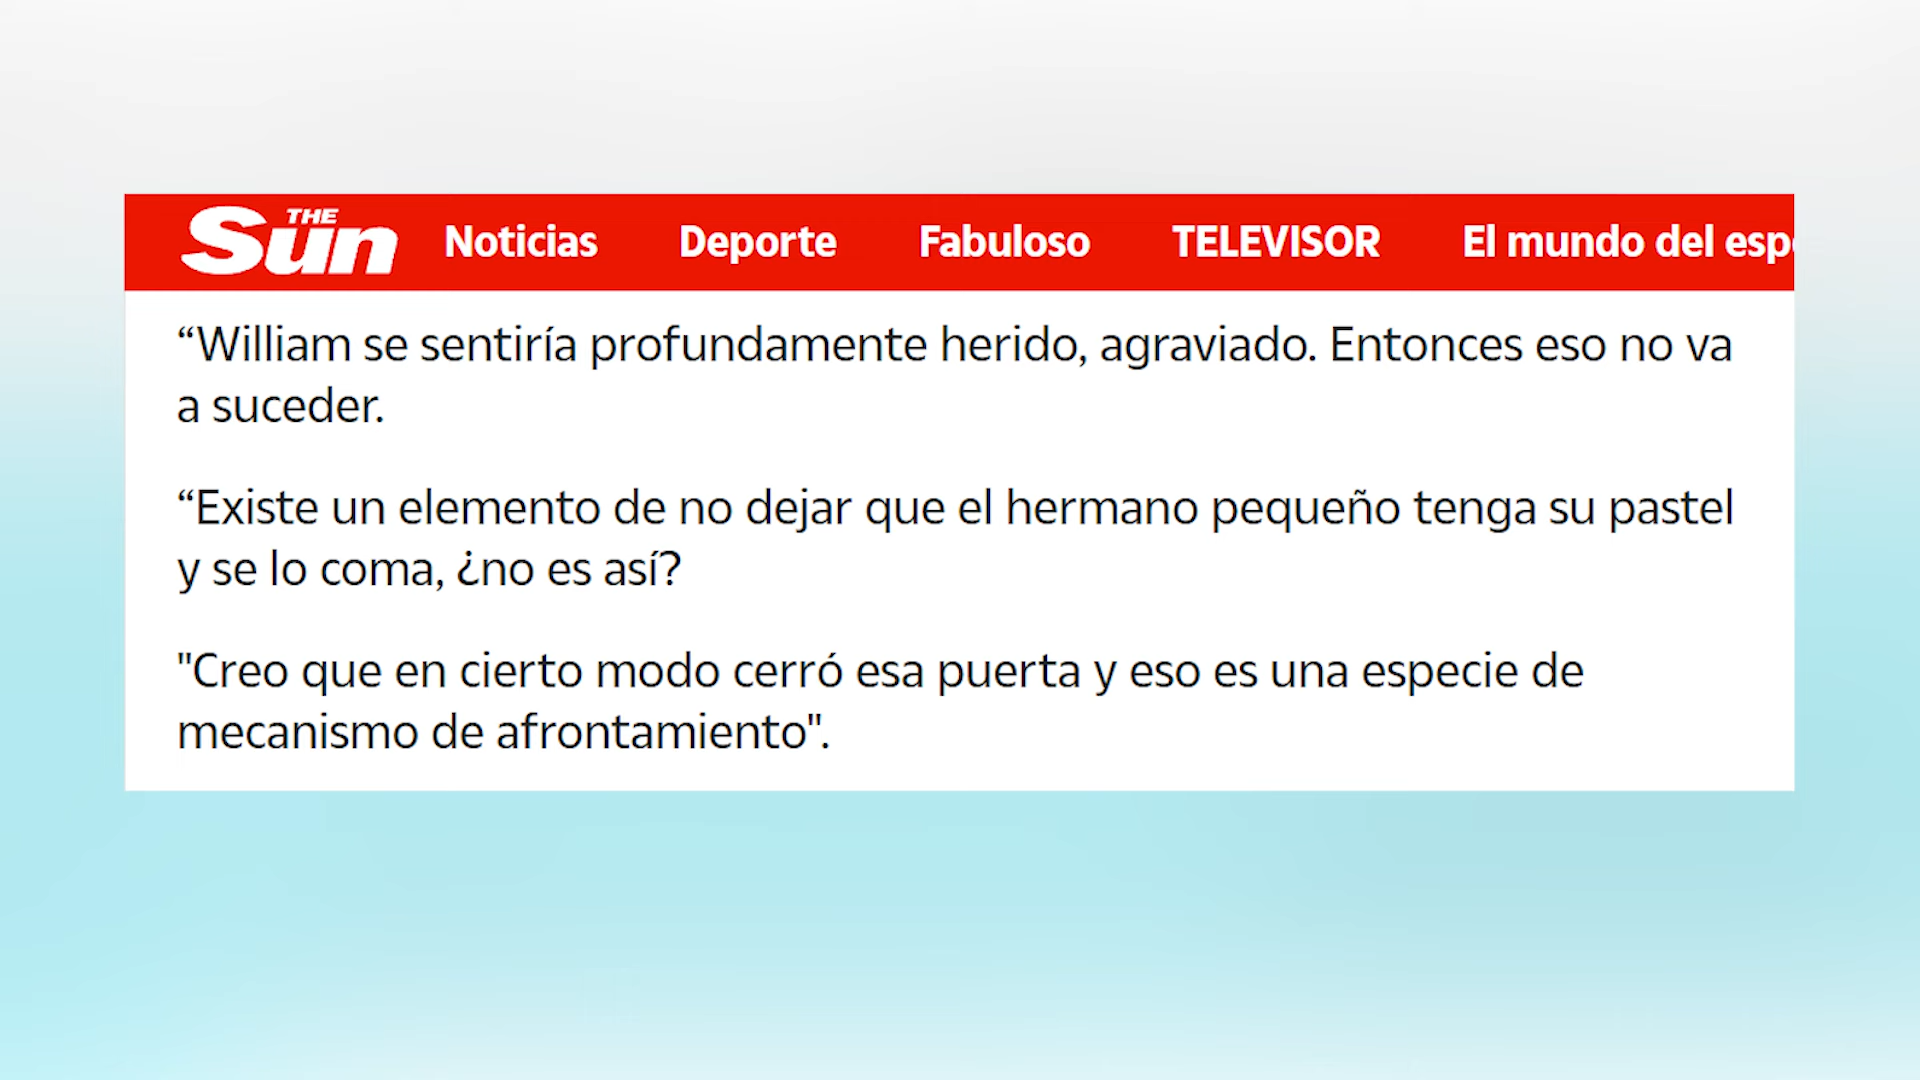 THE Sun Noticias Deporte Fabuloso TELEVISOR El mundo del esp
“William se sentiría profundamente herido, agraviado. Entonces eso no va
a suceder.
“Existe un elemento de no dejar que el hermano pequeño tenga su pastel
y se lo coma, ¿no es así?
"Creo que en cierto modo cerró esa puerta y eso es una especie de
mecanismo de afrontamiento".